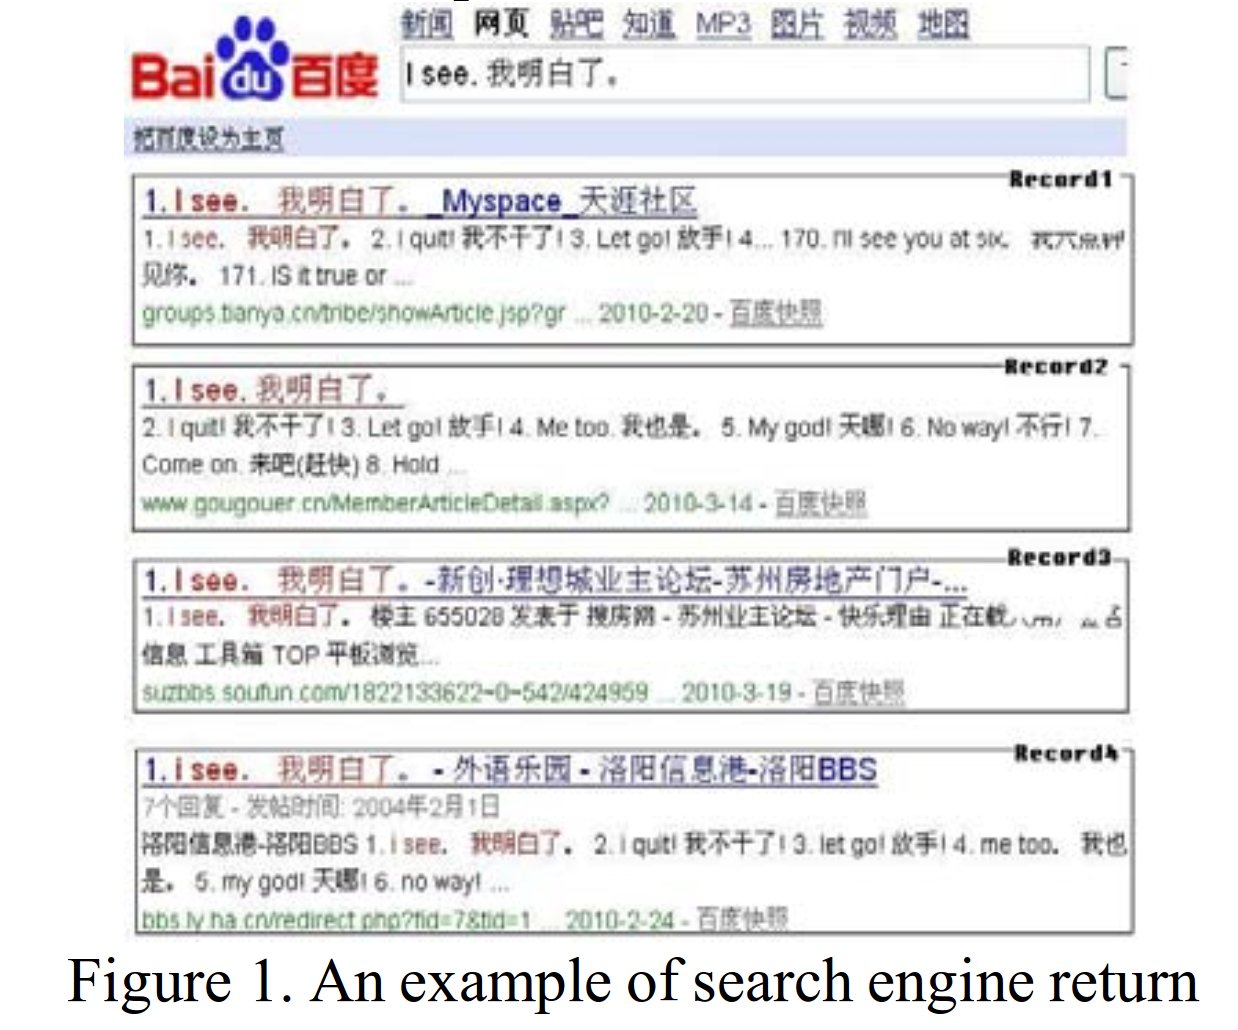 新闻 网页 贴吧 知道 MP3 图片 视频 地图
Baidu百度
I see. 我明白了。
把百度设为主页
Record1
1. I see. 我明白了。_Myspace_天涯社区
1. I see. 我明白了。 2. I quit! 我不干了! 3. Let go! 放手! 4... 170. I'll see you at six. 我六点钟
见你。 171. IS it true or ...
groups.tianya.cn/tribe/showArticle.jsp?gr ... 2010-2-20 - 百度快照
Record2
1. I see. 我明白了。
2. I quit! 我不干了! 3. Let go! 放手! 4. Me too. 我也是。 5. My god! 天哪! 6. No way! 不行! 7.
Come on. 来吧(赶快) 8. Hold ...
www.gougouer.cn/MemberArticleDetail.aspx? ... 2010-3-14 - 百度快照
Record3
1. I see. 我明白了。-新创·理想城业主论坛-苏州房地产门户-...
1. I see. 我明白了。 楼主 655028 发表于 搜房网 - 苏州业主论坛 - 快乐理由 正在载
信息 工具箱 TOP 平板浏览...
suzbbs.soufun.com/1822133622~0~542/424959 ... 2010-3-19 - 百度快照
Record4
1. i see. 我明白了。 - 外语乐园 - 洛阳信息港-洛阳BBS
7个回复 - 发帖时间: 2004年2月1日
洛阳信息港-洛阳BBS 1. i see. 我明白了。 2. i quit! 我不干了! 3. let go! 放手! 4. me too. 我也
是。 5. my god! 天哪! 6. no way! ...
bbs.ly.ha.cn/redirect.php?fid=7&tid=1 ... 2010-2-24 - 百度快照
Figure 1. An example of search engine return